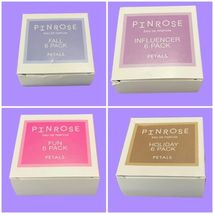 PINROSE
EAU DE PARFUM
FALL
6 PACK
PETALS
PINROSE
EAU DE PARFUM
INFLUENCER
6 PACK
PETALS
PINROSE
EAU DE PARFUM
FUN
6 PACK
PETALS
PINROSE
EAU DE PARFUM
HOLIDAY
6 PACK
PETALS